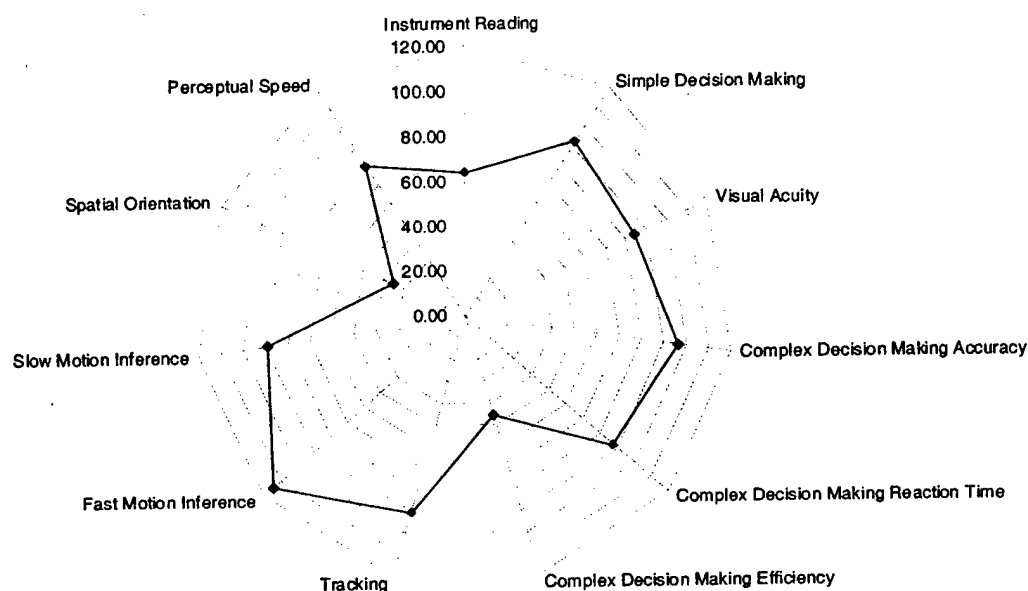 Instrument Reading
120.00
Perceptual Speed
Simple Decision Making
100.00
80.00
60.00
Spatial Orientation
Visual Acuity
40.00
20.00
0.00
Slow Motion Inference
Complex Decision Making Accuracy
Fast Motion Inference
Complex Decision Making Reaction Time
Tracking
Complex Decision Making Efficiency